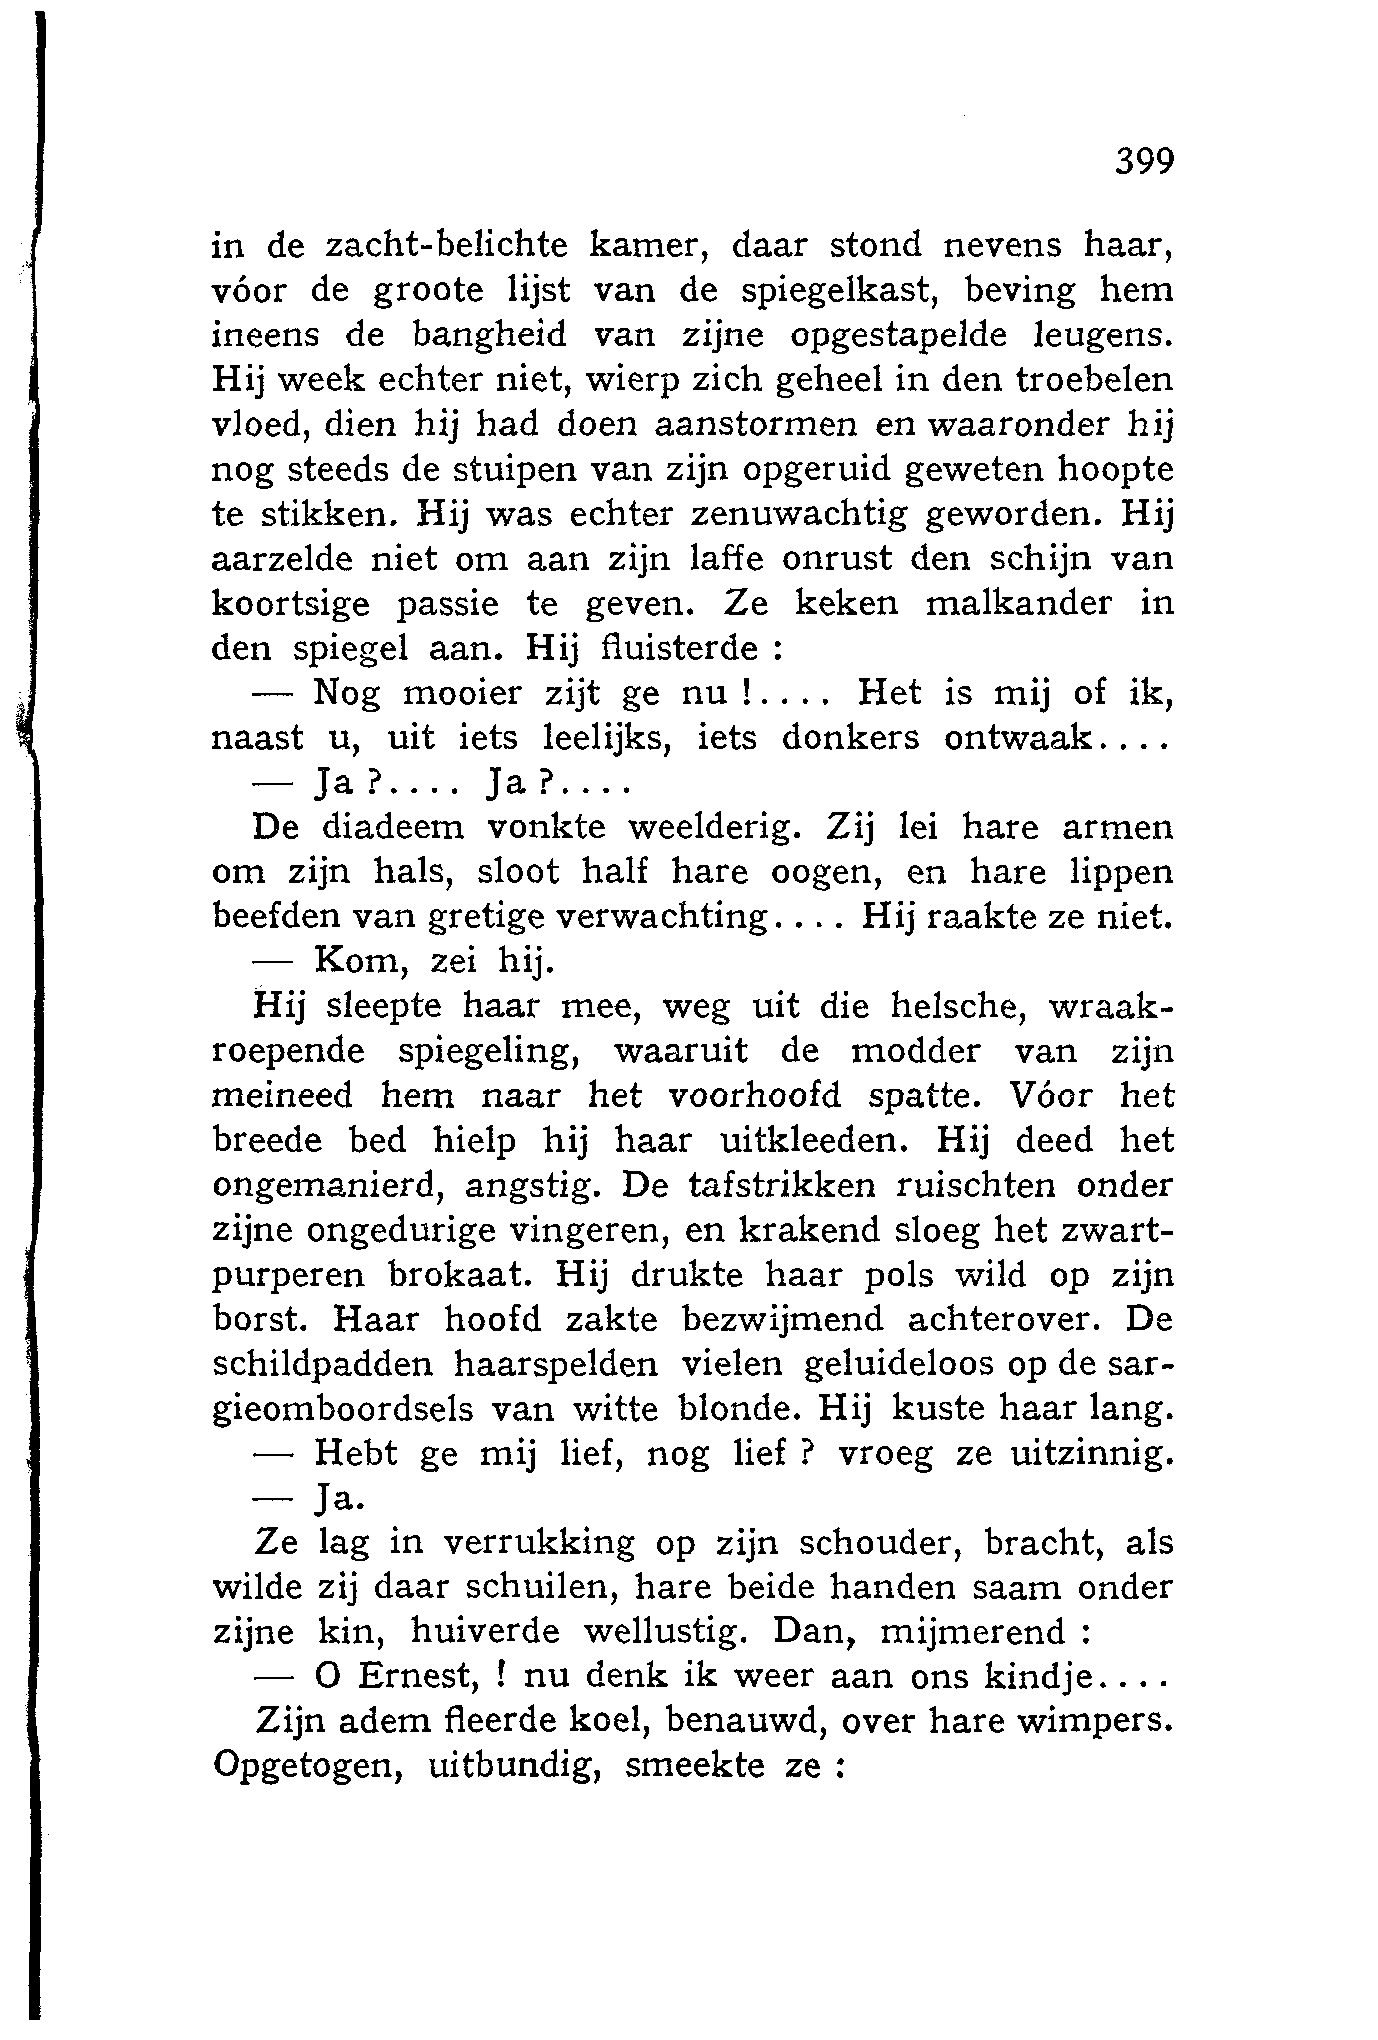 399
in de zacht-belichte kamer, daar stond nevens haar,
vóor de groote lijst van de spiegelkast, beving hem
ineens de bangheid van zijne opgestapelde leugens.
Hij week echter niet, wierp zich geheel in den troebelen
vloed, dien hij had doen aanstormen en waaronder hij
nog steeds de stuipen van zijn opgeruid geweten hoopte
te stikken. Hij was echter zenuwachtig geworden. Hij
aarzelde niet om aan zijn laffe onrust den schijn van
koortsige passie te geven. Ze keken malkander in
den spiegel aan. Hij fluisterde :
— Nog mooier zijt ge nu !.... Het is mij of ik,
naast u, uit iets leelijks, iets donkers ontwaak....
— Ja ?.... Ja ?....
De diadeem vonkte weelderig. Zij lei hare armen
om zijn hals, sloot half hare oogen, en hare lippen
beefden van gretige verwachting.... Hij raakte ze niet.
— Kom, zei hij.
Hij sleepte haar mee, weg uit die helsche, wraak-
roepende spiegeling, waaruit de modder van zijn
meineed hem naar het voorhoofd spatte. Vóor het
breede bed hielp hij haar uitkleeden. Hij deed het
ongemanierd, angstig. De tafstrikken ruischten onder
zijne ongedurige vingeren, en krakend sloeg het zwart-
purperen brokaat. Hij drukte haar pols wild op zijn
borst. Haar hoofd zakte bezwijmend achterover. De
schildpadden haarspelden vielen geluideloos op de sar-
gieomboordsels van witte blonde. Hij kuste haar lang.
— Hebt ge mij lief, nog lief ? vroeg ze uitzinnig.
— Ja.
Ze lag in verrukking op zijn schouder, bracht, als
wilde zij daar schuilen, hare beide handen saam onder
zijne kin, huiverde wellustig. Dan, mijmerend :
— O Ernest, ! nu denk ik weer aan ons kindje....
Zijn adem fleerde koel, benauwd, over hare wimpers.
Opgetogen, uitbundig, smeekte ze :